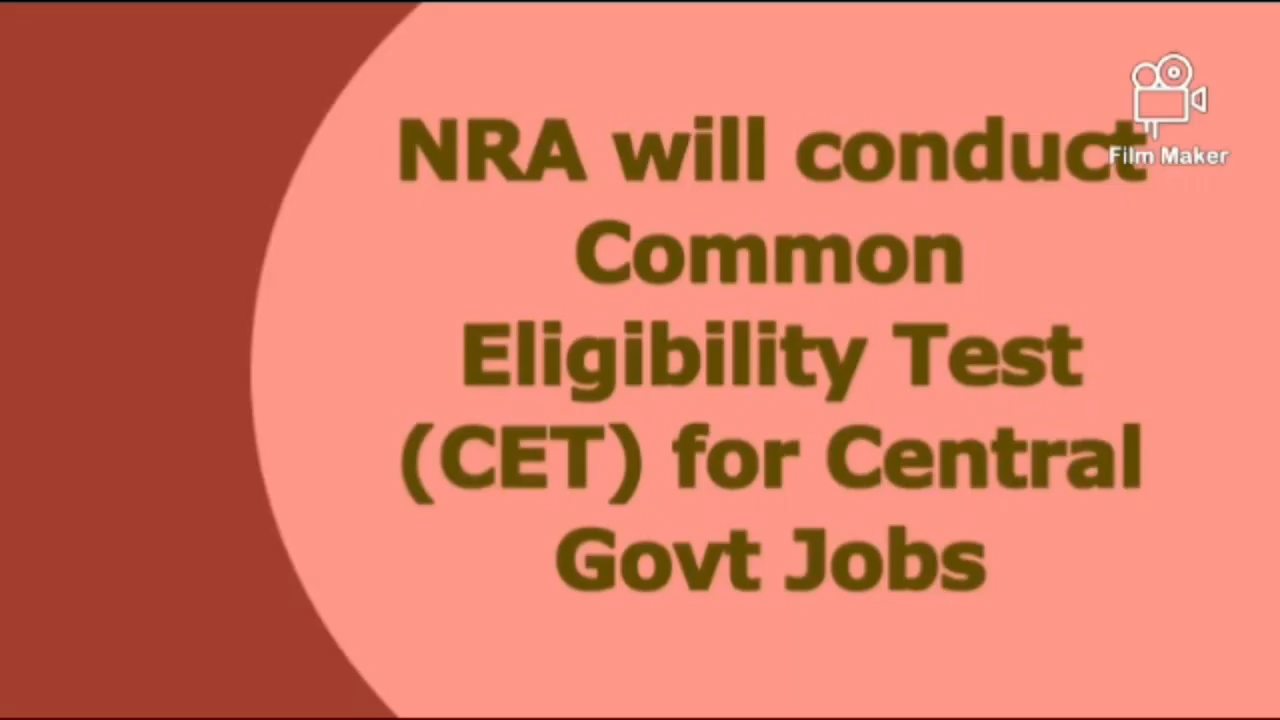 NRA will conduct
Film Maker
Common
Eligibility Test
(CET) for Central
Govt Jobs